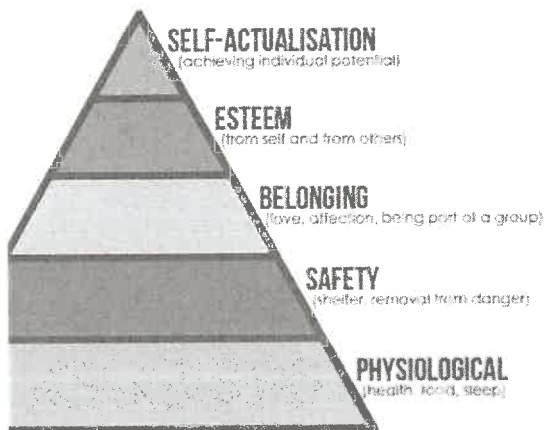 SELF-ACTUALISATION
(achieving individual potential)
ESTEEM
(from self and from others)
BELONGING
(love, affection, being part of a group)
SAFETY
(shelter, removal from danger)
PHYSIOLOGICAL
(health, food, sleep)